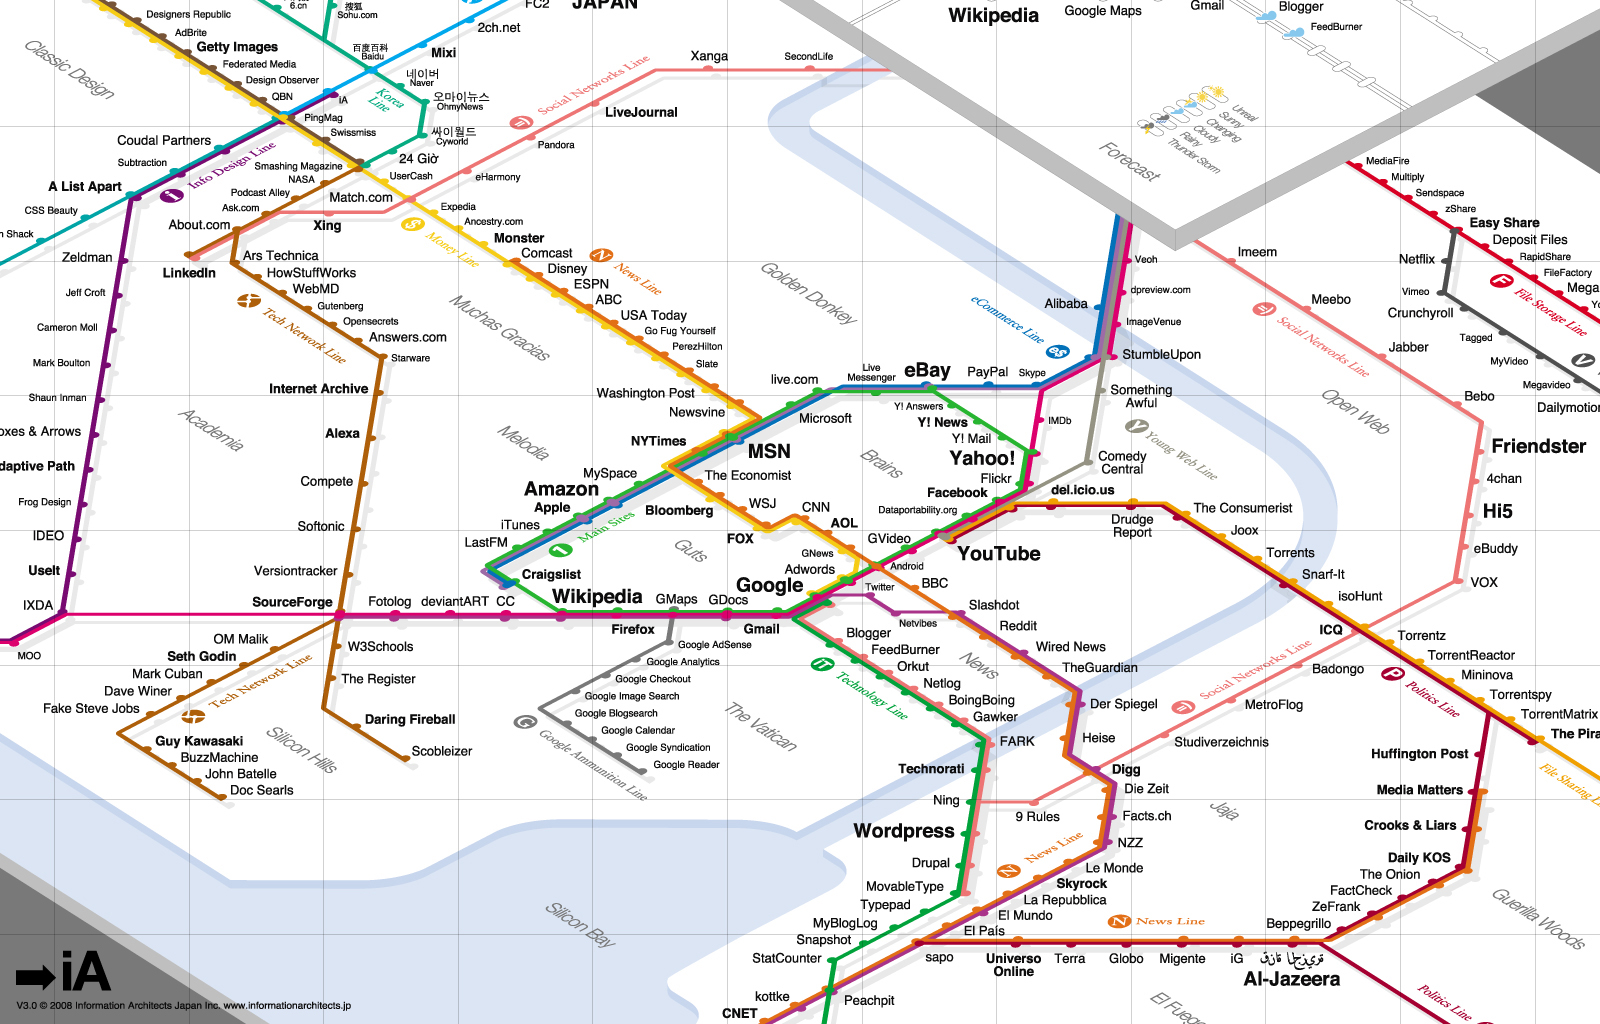 6.cn
搜狐
Sohu.com
FC2
JAPAN
2ch.net
Designers Republic
AdBrite
Getty Images
Federated Media
Design Observer
QBN
Classic Design
百度百科
Baidu
Mixi
네이버
Naver
Korea
Line
오마이뉴스
OhmyNews
싸이월드
Cyworld
iA
PingMag
Swissmiss
24 Giờ
Xanga
SecondLife
Social Networks Line
LiveJournal
Pandora
eHarmony
UserCash
Wikipedia
Google Maps
Gmail
Blogger
FeedBurner
Unreal
Sunny
Changing
Cloudy
Rainy
Thunder Storm
Forecast
MediaFire
Multiply
Sendspace
zShare
Easy Share
Deposit Files
RapidShare
FileFactory
Mega
File Storage Line
Netflix
Vimeo
Crunchyroll
Tagged
MyVideo
Megavideo
Dailymotion
Coudal Partners
Subtraction
Info Design Line
A List Apart
CSS Beauty
n Shack
Smashing Magazine
NASA
Podcast Alley
Ask.com
About.com
Match.com
Xing
LinkedIn
Expedia
Ancestry.com
Money Line
Monster
Comcast
Disney
ESPN
ABC
USA Today
Go Fug Yourself
PerezHilton
Slate
News Line
Washington Post
Newsvine
NYTimes
MSN
Zeldman
Jeff Croft
Cameron Moll
Mark Boulton
Shaun Inman
oxes & Arrows
daptive Path
Frog Design
IDEO
UseIt
IXDA
MOO
Ars Technica
HowStuffWorks
WebMD
Gutenberg
Opensecrets
Answers.com
Starware
Tech Network Line
Internet Archive
Alexa
Compete
Softonic
Versiontracker
SourceForge
Academia
Muchas Gracias
Melodia
Golden Donkey
Brains
Guts
Open Web
eCommerce Line
Alibaba
Veoh
dpreview.com
ImageVenue
StumbleUpon
Something
Awful
Young Web Line
Comedy
Central
live.com
Live
Messenger
eBay
PayPal
Skype
Microsoft
Y! Answers
Y! News
Y! Mail
Yahoo!
Flickr
Facebook
Dataportability.org
IMDb
del.icio.us
Drudge
Report
The Consumerist
Joox
Torrents
Snarf-It
isoHunt
ICQ
Torrentz
TorrentReactor
Mininova
Torrentspy
TorrentMatrix
The Pira
File Sharing L
Imeem
Meebo
Social Networks Line
Jabber
Bebo
Friendster
4chan
Hi5
eBuddy
VOX
MySpace
Amazon
Apple
iTunes
LastFM
Main Sites
Craigslist
The Economist
Bloomberg
WSJ
FOX
CNN
AOL
GNews
Adwords
GVideo
YouTube
Android
Google
Twitter
Netvibes
BBC
Slashdot
Reddit
Wired News
TheGuardian
Der Spiegel
Heise
Digg
Die Zeit
Facts.ch
NZZ
Le Monde
Skyrock
La Repubblica
El Mundo
El País
News
News Line
Wikipedia
Fotolog
deviantART
CC
Firefox
GMaps
GDocs
Gmail
Google AdSense
Google Analytics
Google Checkout
Google Image Search
Google Blogsearch
Google Calendar
Google Syndication
Google Reader
Google Ammunition Line
The Vatican
Blogger
FeedBurner
Orkut
Netlog
BoingBoing
Gawker
FARK
Technology Line
Technorati
Ning
Wordpress
Drupal
MovableType
Typepad
MyBlogLog
Snapshot
StatCounter
Peachpit
kottke
CNET
9 Rules
Studiverzeichnis
MetroFlog
Badongo
Social Networks Line
Politics Line
OM Malik
Seth Godin
Mark Cuban
Dave Winer
Fake Steve Jobs
Tech Network Line
Guy Kawasaki
BuzzMachine
John Batelle
Doc Searls
W3Schools
The Register
Daring Fireball
Scobleizer
Silicon Hills
Silicon Bay
Jaja
Huffington Post
Media Matters
Crooks & Liars
Daily KOS
The Onion
FactCheck
ZeFrank
Beppegrillo
Guerilla Woods
News Line
sapo
Universo
Online
Terra
Globo
Migente
iG
Al-Jazeera
Politics Line
El Fuego
iA
V3.0 © 2008 Information Architects Japan Inc. www.informationarchitects.jp